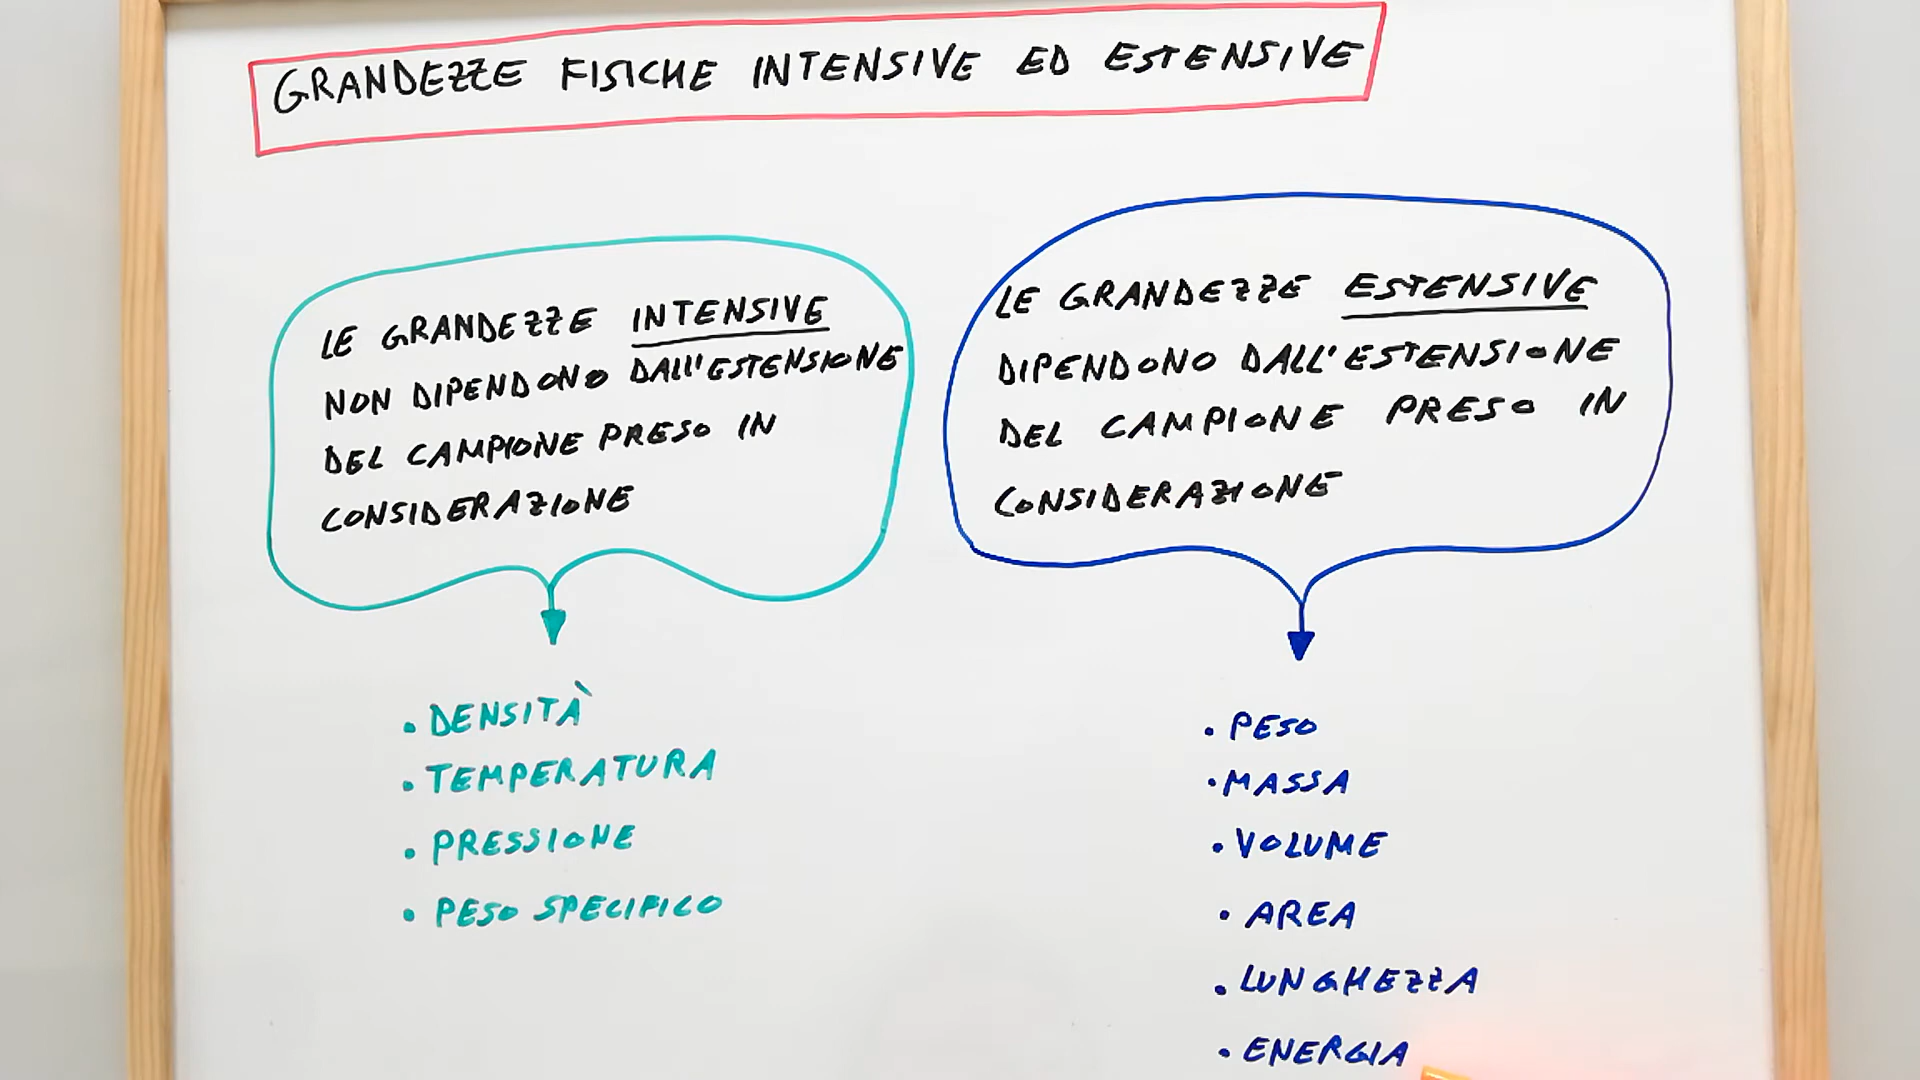 GRANDEZZE FISICHE INTENSIVE ED ESTENSIVE
LE GRANDEZZE INTENSIVE
NON DIPENDONO DALL'ESTENSIONE
DEL CAMPIONE PRESO IN
CONSIDERAZIONE
• DENSITÀ
• TEMPERATURA
• PRESSIONE
• PESO SPECIFICO
LE GRANDEZZE ESTENSIVE
DIPENDONO DALL'ESTENSIONE
DEL CAMPIONE PRESO IN
CONSIDERAZIONE
• PESO
• MASSA
• VOLUME
• AREA
• LUNGHEZZA
• ENERGIA